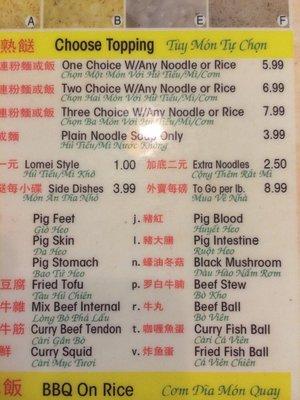 A B E F
熟餸 Choose Topping Tùy Món Tự Chọn
連粉麵或飯 One Choice W/Any Noodle or Rice 5.99
Chọn Một Món Với Hủ Tiếu/Mì/Cơm
連粉麵或飯 Two Choice W/Any Noodle or Rice 6.99
Chọn Hai Món Với Hủ Tiếu/Mì/Cơm
連粉麵或飯 Three Choice W/Any Noodle or Rice 7.99
Chọn Ba Món Với Hủ Tiếu/Mì/Cơm
或麵 Plain Noodle Soup Only 3.99
Hủ Tiếu/Mì Nước Không
一元 Lomei Style 1.00 加底二元 Extra Noodles 2.50
Hủ Tiếu/Mì Khô Cộng Thêm Rất Mì
每小碟 Side Dishes 3.99 外賣每磅 To Go per lb. 8.99
Món Ăn Dĩa Nhỏ Mua Về Nhà
Pig Feet j. 豬紅 Pig Blood
Giò Heo Huyết Heo
Pig Skin l. 豬大腸 Pig Intestine
Da Heo Ruột Heo
Pig Stomach n. 蠔油冬菇 Black Mushroom
Bao Tử Heo Dầu Hào Nấm Rơm
豆腐 Fried Tofu p. 罗白牛腩 Beef Stew
Tàu Hủ Chiên Bò Kho
牛雜 Mix Beef Internal r. 牛丸 Beef Ball
Lòng Bò Phá Lấu Bò Viên
牛筋 Curry Beef Tendon t. 咖喱魚蛋 Curry Fish Ball
Càri Gân Bò Càri Cá Viên
鮮 Curry Squid v. 炸魚蛋 Fried Fish Ball
Càri Mực Tươi Cá Viên Chiên
飯 BBQ On Rice Cơm Dĩa Món Quay